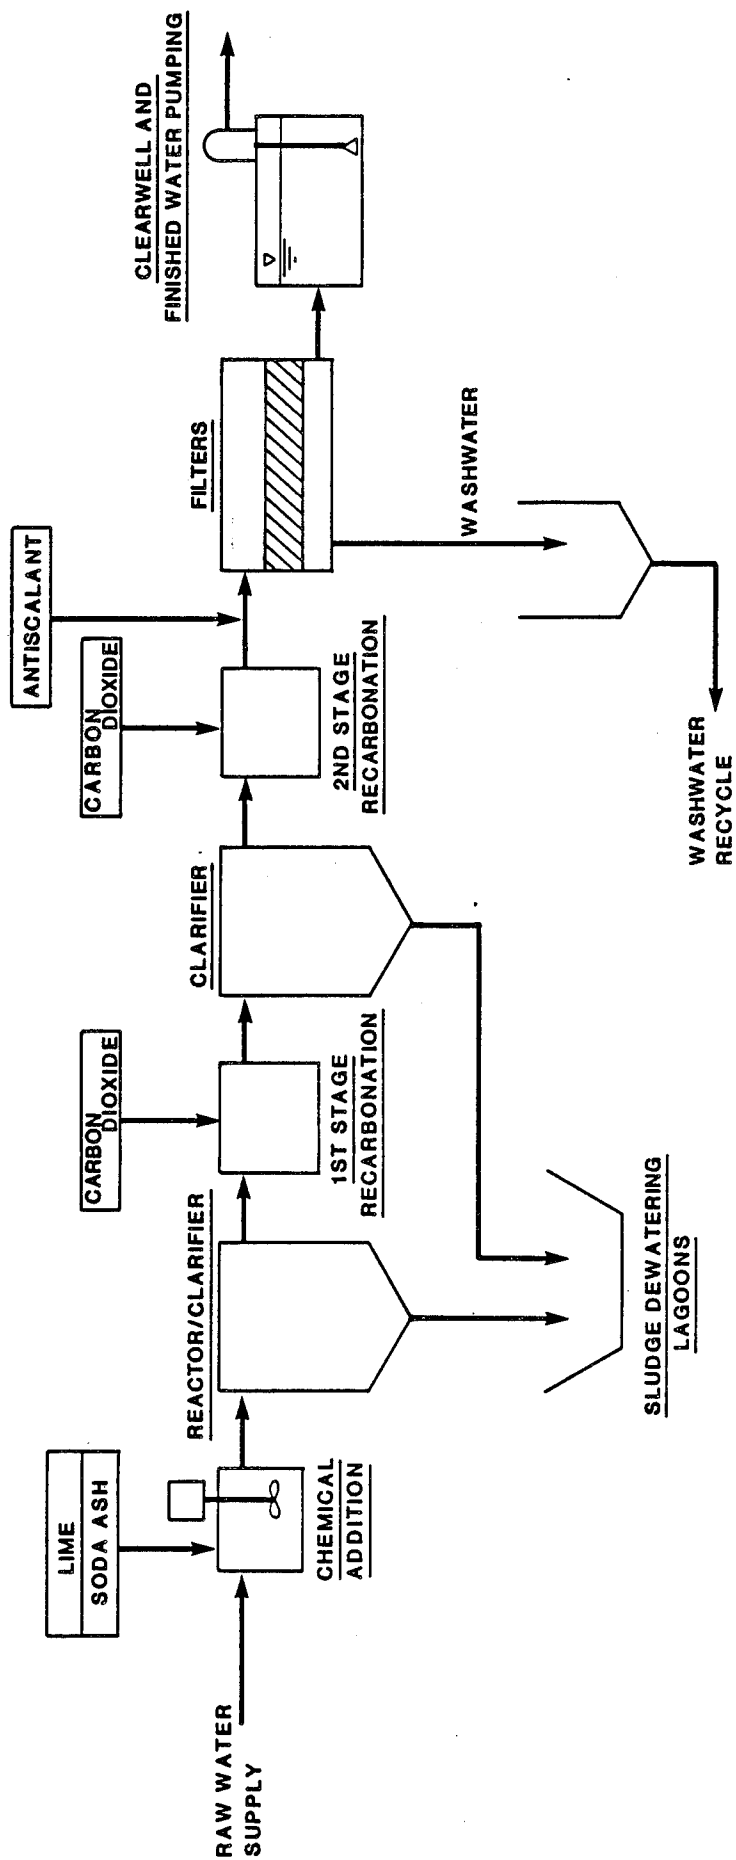 RAW WATER
SUPPLY
LIME
SODA ASH
CHEMICAL
ADDITION
REACTOR/CLARIFIER
CARBON
DIOXIDE
1ST STAGE
RECARBONATION
CLARIFIER
SLUDGE DEWATERING
LAGOONS
CARBON
DIOXIDE
2ND STAGE
RECARBONATION
ANTISCALANT
FILTERS
WASHWATER
WASHWATER
RECYCLE
CLEARWELL AND
FINISHED WATER PUMPING